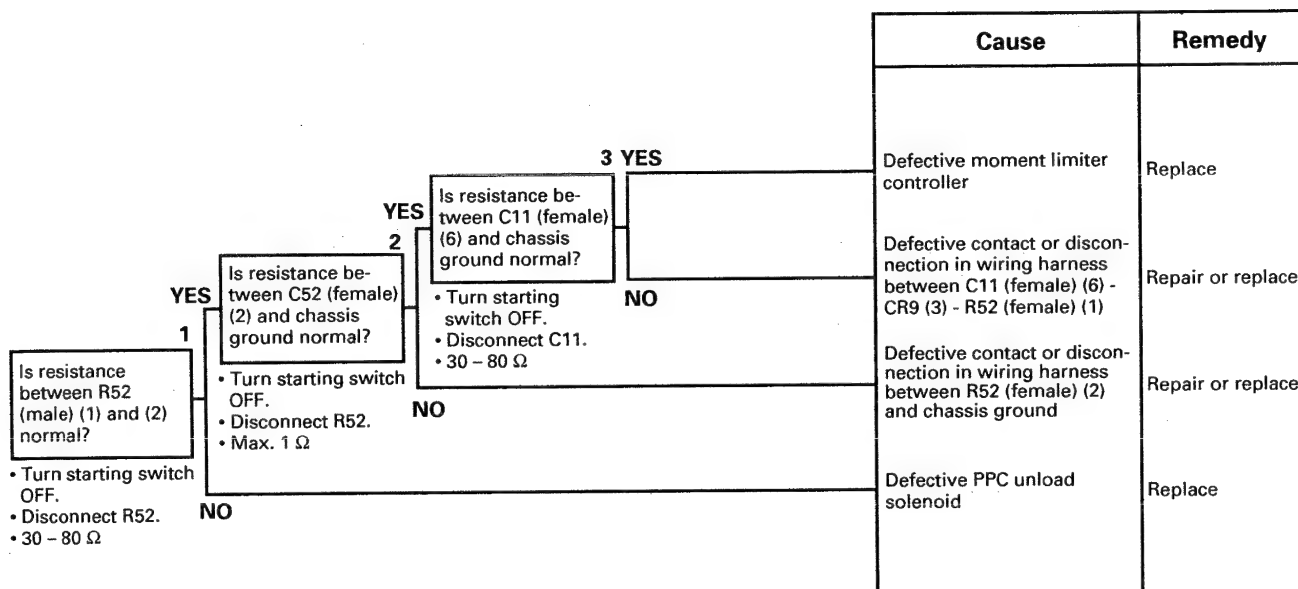 Cause
Remedy
3 YES
Is resistance be-
tween C11 (female)
(6) and chassis
ground normal?
• Turn starting
switch OFF.
• Disconnect C11.
• 30 – 80 Ω
NO
Defective moment limiter
controller
Replace
Defective contact or discon-
nection in wiring harness
between C11 (female) (6) -
CR9 (3) - R52 (female) (1)
Repair or replace
YES
2
Is resistance be-
tween C52 (female)
(2) and chassis
ground normal?
• Turn starting switch
OFF.
• Disconnect R52.
• Max. 1 Ω
NO
Defective contact or discon-
nection in wiring harness
between R52 (female) (2)
and chassis ground
Repair or replace
YES
1
Is resistance
between R52
(male) (1) and (2)
normal?
• Turn starting switch
OFF.
• Disconnect R52.
• 30 – 80 Ω
NO
Defective PPC unload
solenoid
Replace